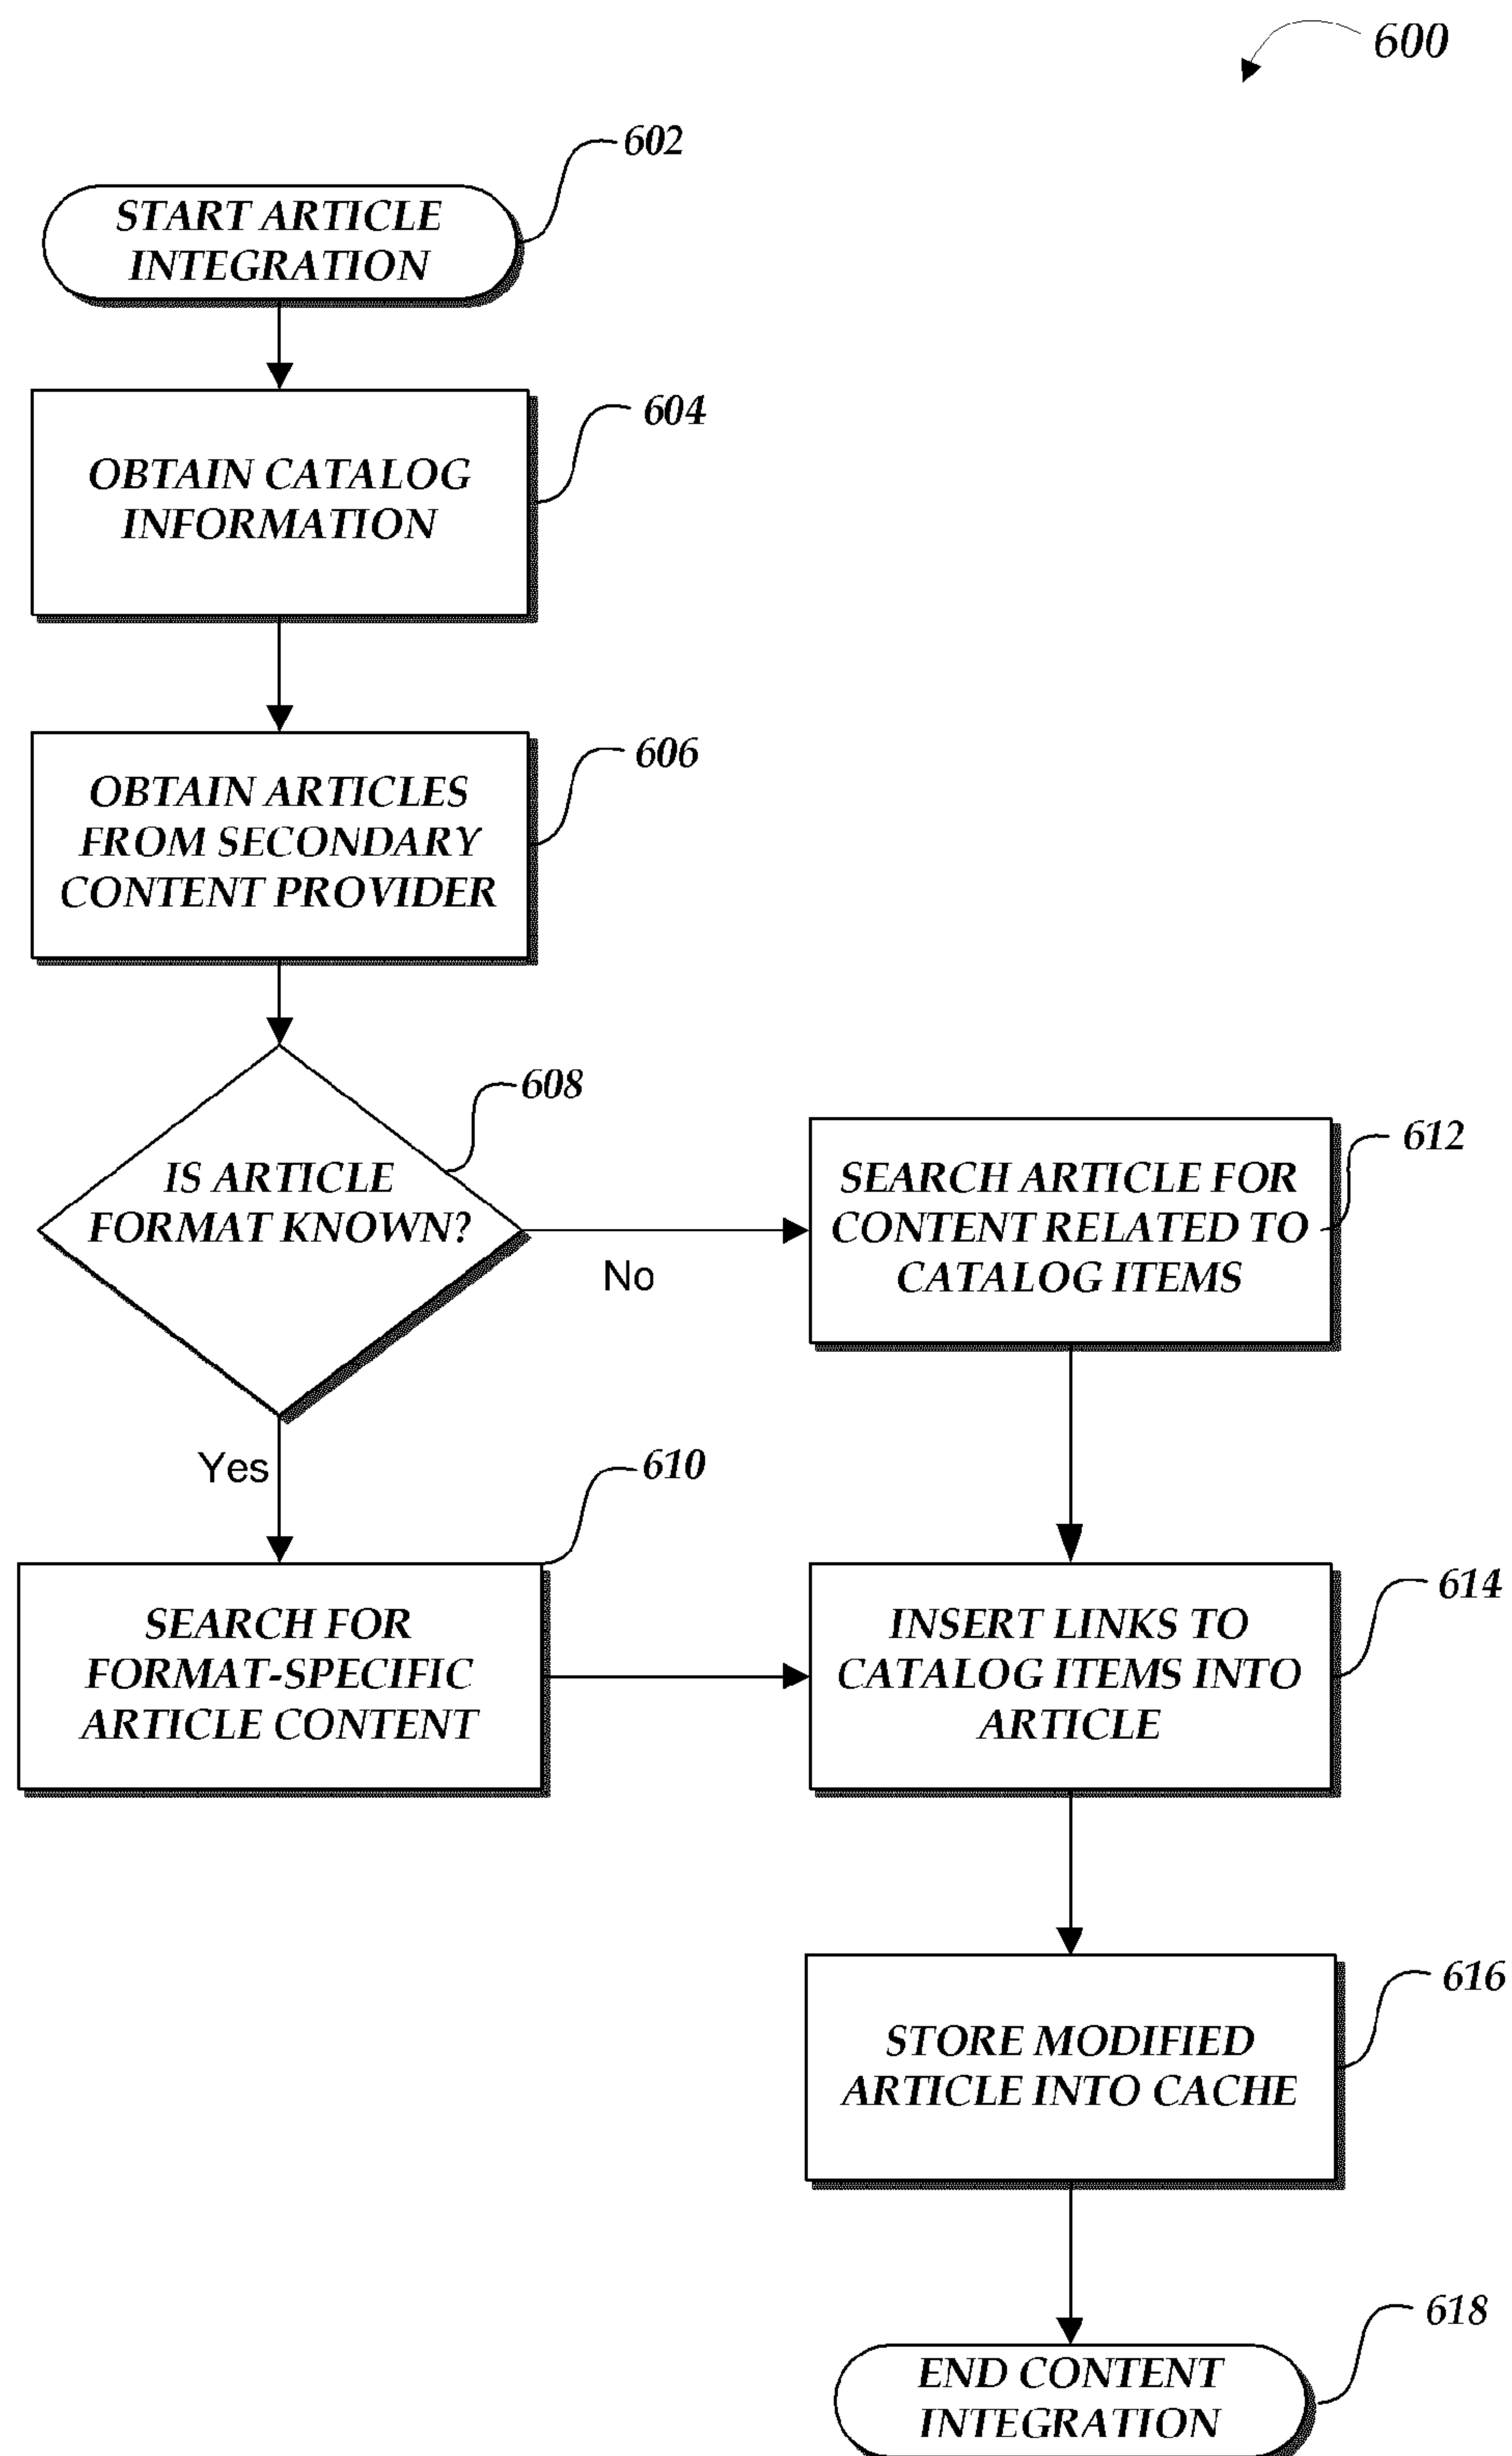 600
602
START ARTICLE
INTEGRATION
604
OBTAIN CATALOG
INFORMATION
606
OBTAIN ARTICLES
FROM SECONDARY
CONTENT PROVIDER
608
IS ARTICLE
FORMAT KNOWN?
No
612
SEARCH ARTICLE FOR
CONTENT RELATED TO
CATALOG ITEMS
Yes
610
SEARCH FOR
FORMAT-SPECIFIC
ARTICLE CONTENT
614
INSERT LINKS TO
CATALOG ITEMS INTO
ARTICLE
616
STORE MODIFIED
ARTICLE INTO CACHE
618
END CONTENT
INTEGRATION